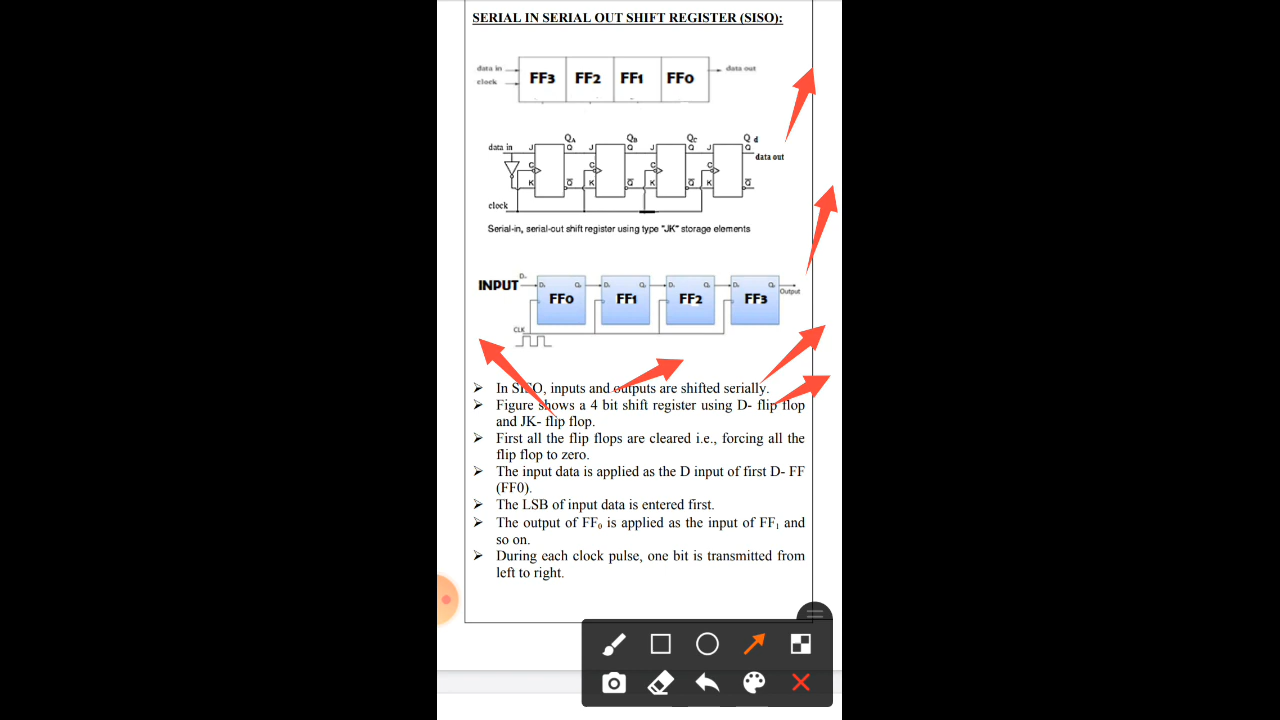 SERIAL IN SERIAL OUT SHIFT REGISTER (SISO):
data in
clock
FF3 FF2 FF1 FF0
data out
QA QB QC Q d
data in J Q J Q J Q J Q
data out
C C C C
K Q̅ K Q̅ K Q̅ K Q̅
clock
Serial-in, serial-out shift register using type "JK" storage elements
INPUT
FF0 FF1 FF2 FF3
Output
CLK
➢ In SISO, inputs and outputs are shifted serially.
➢ Figure shows a 4 bit shift register using D- flip flop
and JK- flip flop.
➢ First all the flip flops are cleared i.e., forcing all the
flip flop to zero.
➢ The input data is applied as the D input of first D- FF
(FF0).
➢ The LSB of input data is entered first.
➢ The output of FF₀ is applied as the input of FF₁ and
so on.
➢ During each clock pulse, one bit is transmitted from
left to right.